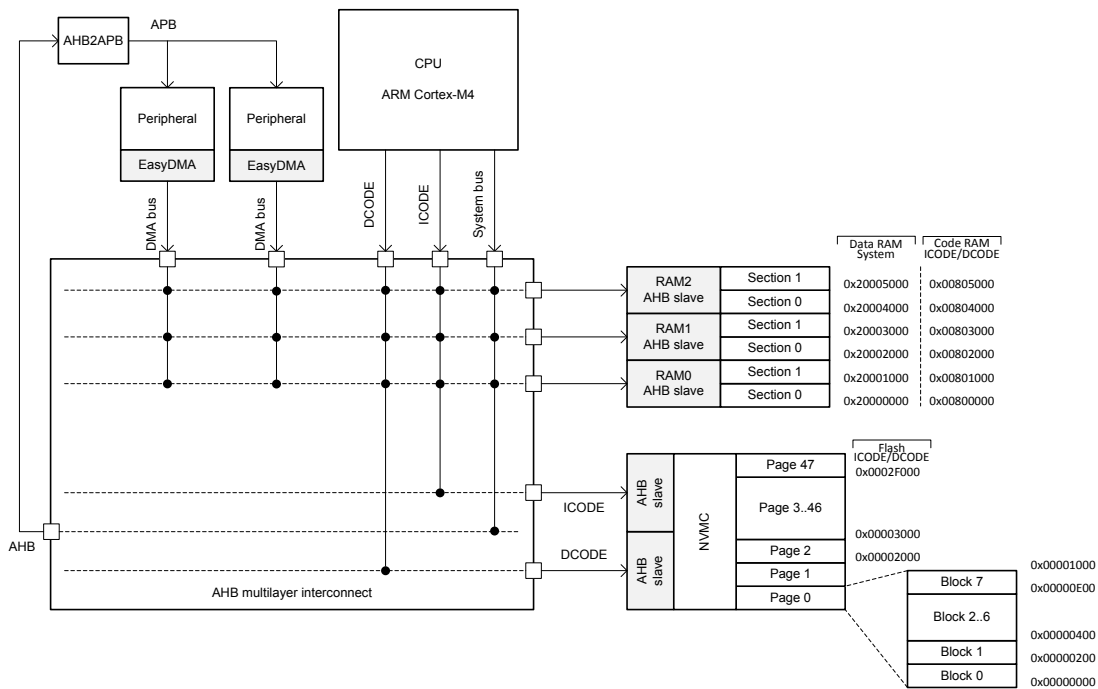 AHB2APB
APB
CPU
ARM Cortex-M4
Peripheral
Peripheral
EasyDMA
EasyDMA
DMA bus
DMA bus
DCODE
ICODE
System bus
Data RAM
System
Code RAM
ICODE/DCODE
RAM2
AHB slave
Section 1
Section 0
0x20005000
0x00805000
0x20004000
0x00804000
RAM1
AHB slave
Section 1
Section 0
0x20003000
0x00803000
0x20002000
0x00802000
RAM0
AHB slave
Section 1
Section 0
0x20001000
0x00801000
0x20000000
0x00800000
Flash
ICODE/DCODE
0x0002F000
Page 47
Page 3..46
0x00003000
Page 2
0x00002000
Page 1
Page 0
AHB
slave
AHB
slave
NVMC
ICODE
DCODE
AHB
AHB multilayer interconnect
0x00001000
Block 7
0x00000E00
Block 2..6
0x00000400
Block 1
0x00000200
Block 0
0x00000000